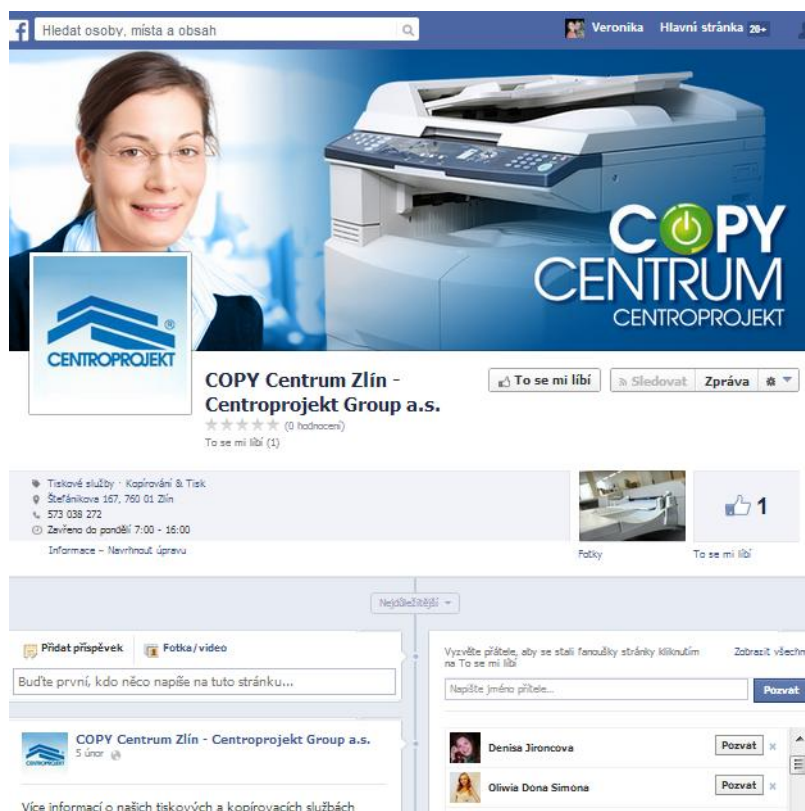 Hledat osoby, místa a obsah
Veronika Hlavní stránka 20+
COPY
CENTRUM
CENTROPROJEKT
®
CENTROPROJEKT
COPY Centrum Zlín -
Centroprojekt Group a.s.
(0 hodnocení)
To se mi líbí (1)
To se mi líbí
Sledovat
Zpráva
Tiskové služby · Kopírování & Tisk
Štefánikova 167, 760 01 Zlín
573 038 272
Zavřeno do pondělí 7:00 - 16:00
Informace – Navrhnout úpravu
1
Fotky
To se mi líbí
Nejdůležitější
Přidat příspěvek Fotka/video
Buďte první, kdo něco napíše na tuto stránku...
COPY Centrum Zlín - Centroprojekt Group a.s.
5 únor
Více informací o našich tiskových a kopírovacích službách
Vyzvěte přátele, aby se stali fanoušky stránky kliknutím
na To se mi líbí
Zobrazit všechn
Napište jméno přítele...
Pozvat
Denisa Jironcova
Pozvat x
Oliwia Dona Simona
Pozvat x